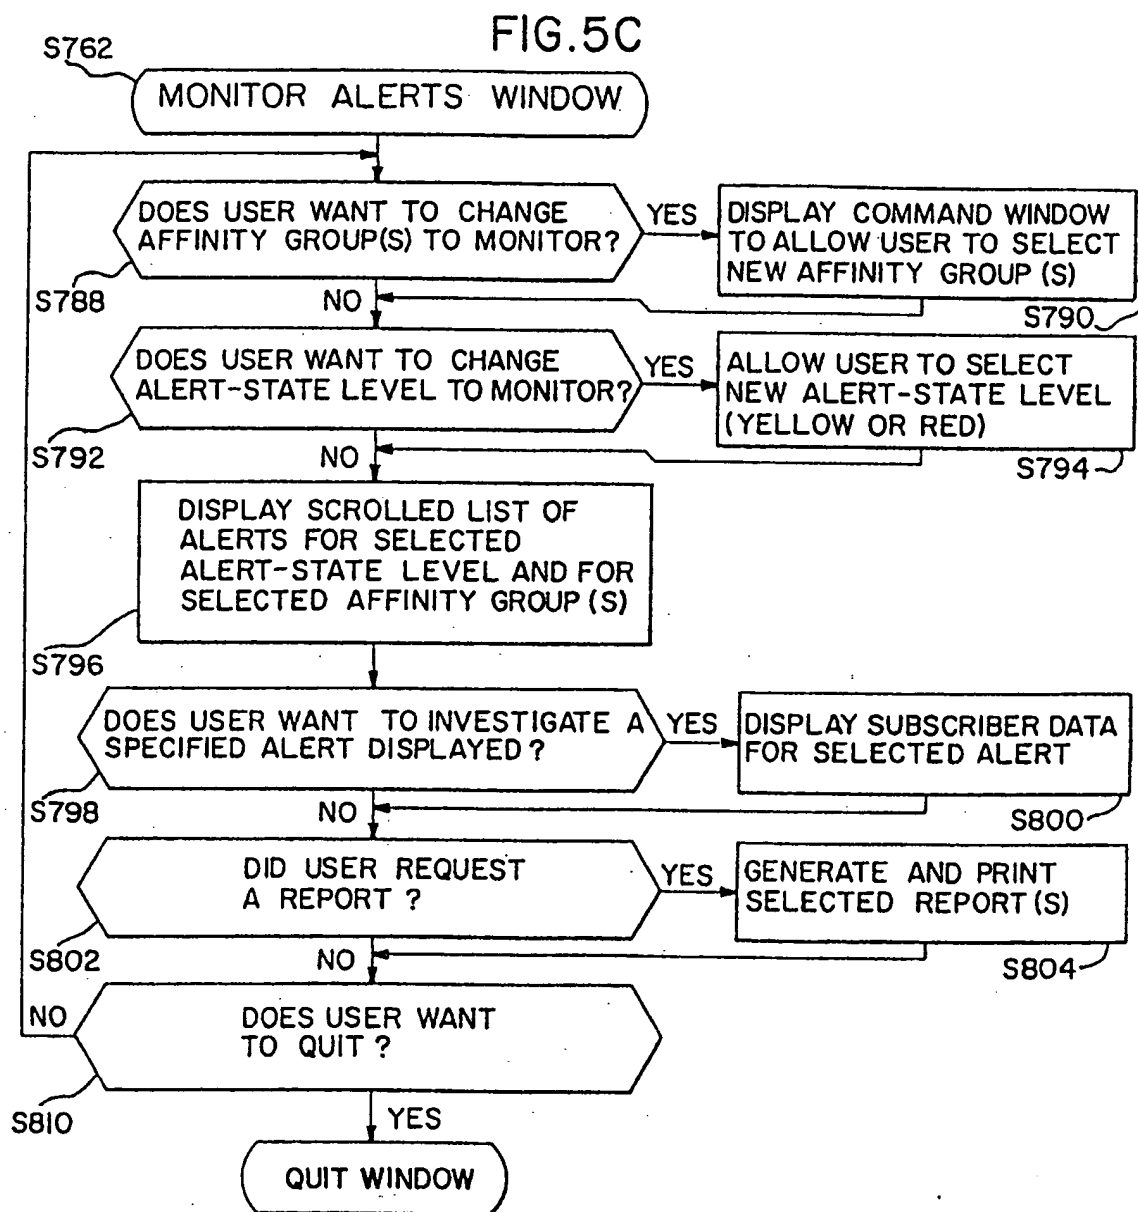 FIG.5C
S762
MONITOR ALERTS WINDOW
DOES USER WANT TO CHANGE
AFFINITY GROUP(S) TO MONITOR?
YES
DISPLAY COMMAND WINDOW
TO ALLOW USER TO SELECT
NEW AFFINITY GROUP (S)
S788
NO
S790
DOES USER WANT TO CHANGE
ALERT-STATE LEVEL TO MONITOR?
YES
ALLOW USER TO SELECT
NEW ALERT-STATE LEVEL
(YELLOW OR RED)
S792
NO
S794
DISPLAY SCROLLED LIST OF
ALERTS FOR SELECTED
ALERT-STATE LEVEL AND FOR
SELECTED AFFINITY GROUP (S)
S796
DOES USER WANT TO INVESTIGATE A
SPECIFIED ALERT DISPLAYED ?
YES
DISPLAY SUBSCRIBER DATA
FOR SELECTED ALERT
S798
NO
S800
DID USER REQUEST
A REPORT ?
YES
GENERATE AND PRINT
SELECTED REPORT (S)
S802
NO
S804
NO
DOES USER WANT
TO QUIT ?
S810
YES
QUIT WINDOW